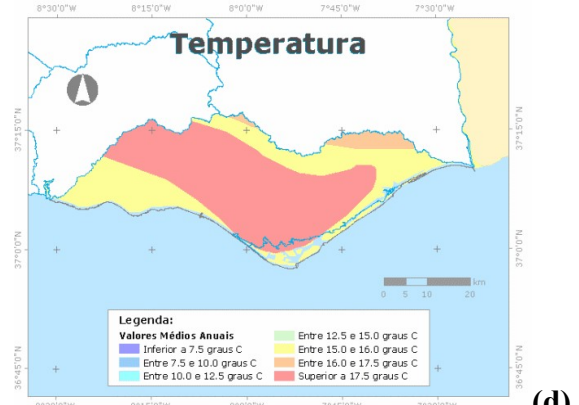 8°30'0"W 8°15'0"W 8°0'0"W 7°45'0"W 7°30'0"W
Temperatura
37°15'0"N 37°15'0"N
37°0'0"N 37°0'0"N
km
0 5 10 20
Legenda:
Valores Médios Anuais
Inferior a 7.5 graus C
Entre 7.5 e 10.0 graus C
Entre 10.0 e 12.5 graus C
Entre 12.5 e 15.0 graus C
Entre 15.0 e 16.0 graus C
Entre 16.0 e 17.5 graus C
Superior a 17.5 graus C
36°45'0"N 36°45'0"N
(d)